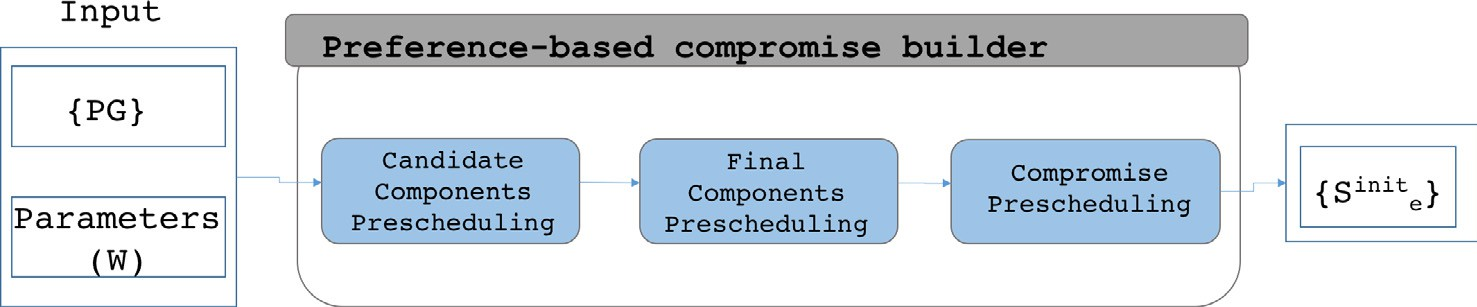 Input
{PG}
Parameters
(W)
Preference-based compromise builder
Candidate
Components
Prescheduling
Final
Components
Prescheduling
Compromise
Prescheduling
{S^init_e}